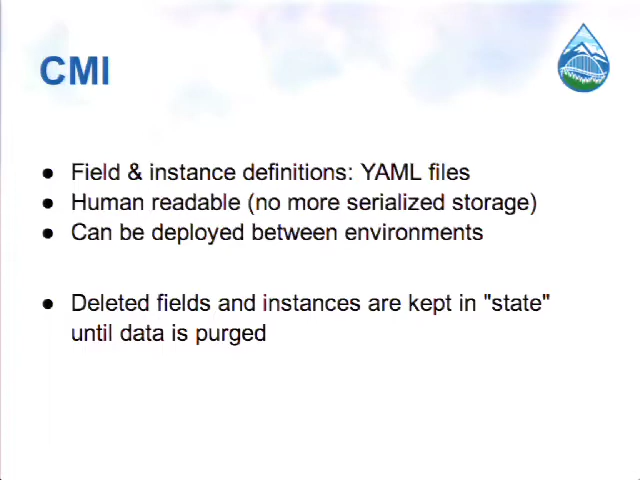 CMI
● Field & instance definitions: YAML files
● Human readable (no more serialized storage)
● Can be deployed between environments
● Deleted fields and instances are kept in "state"
until data is purged